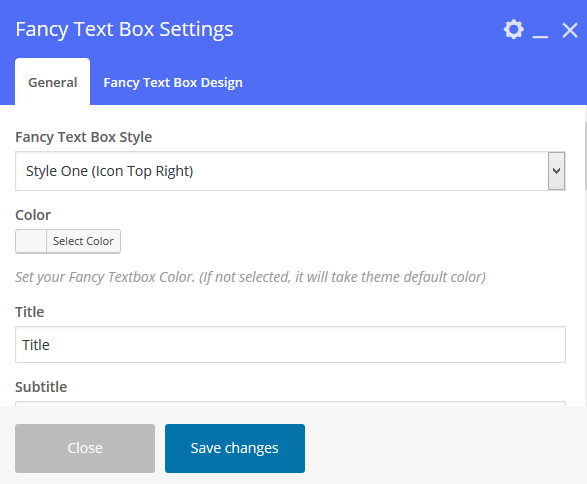 Fancy Text Box Settings
General
Fancy Text Box Design
Fancy Text Box Style
Style One (Icon Top Right)
Color
Select Color
Set your Fancy Textbox Color. (If not selected, it will take theme default color)
Title
Title
Subtitle
Close
Save changes